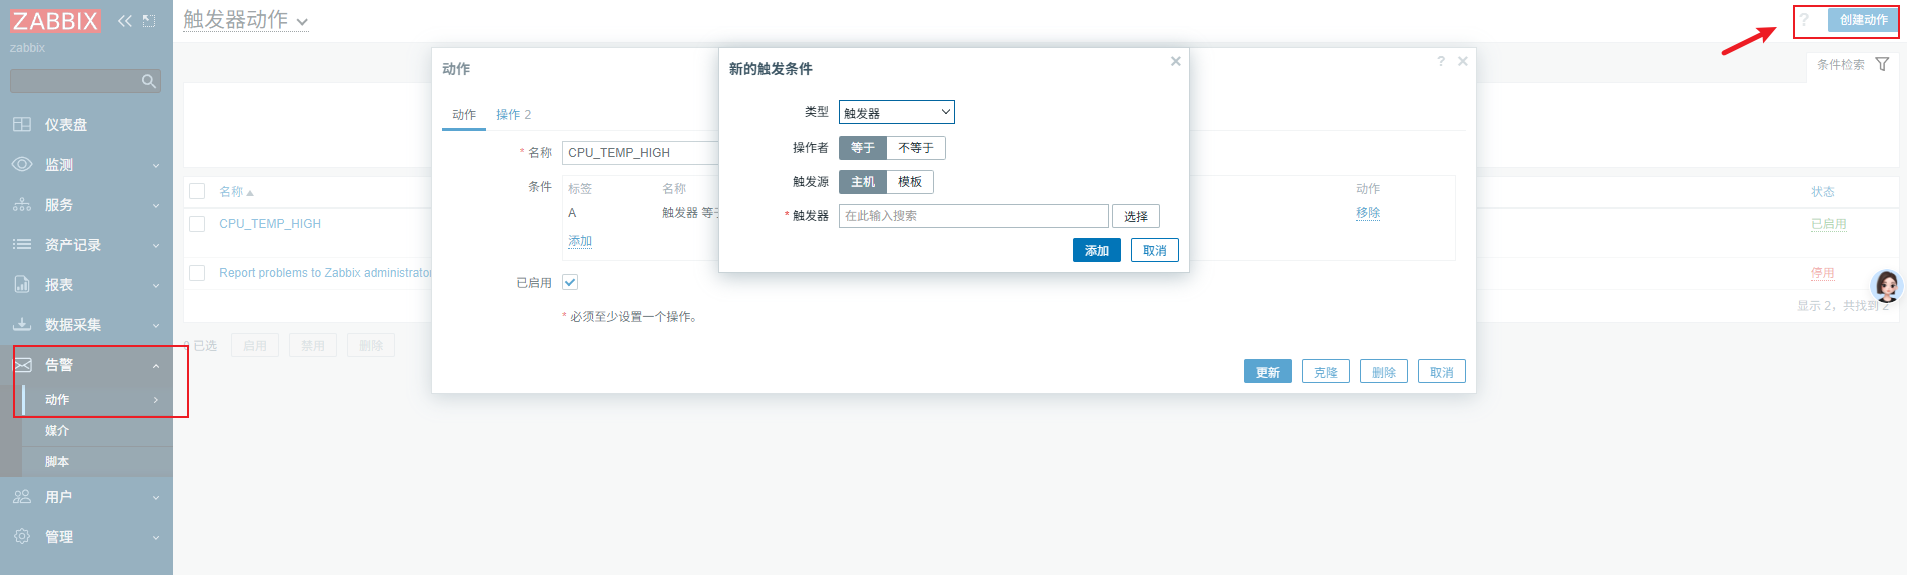 ZABBIX
zabbix
仪表盘
监测
服务
资产记录
报表
数据采集
告警
动作
媒介
脚本
用户
管理
触发器动作
? 创建动作
条件检索
名称
状态
CPU_TEMP_HIGH
已启用
Report problems to Zabbix administrator
停用
显示 2，共找到 2
0 已选 启用 禁用 删除
动作
?
动作 操作 2
* 名称 CPU_TEMP_HIGH
条件 标签 名称 动作
A 触发器 等于 移除
添加
已启用
* 必须至少设置一个操作。
更新 克隆 删除 取消
新的触发条件
类型 触发器
操作者 等于 不等于
触发源 主机 模板
* 触发器 在此输入搜索 选择
添加 取消